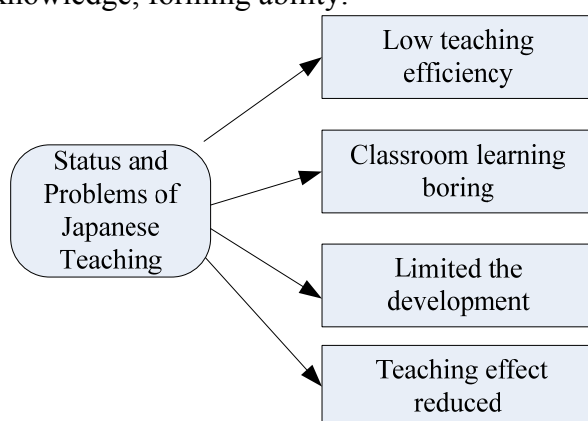 knowledge, forming ability.
Low teaching
efficiency
Status and
Problems of
Japanese
Teaching
Classroom learning
boring
Limited the
development
Teaching effect
reduced